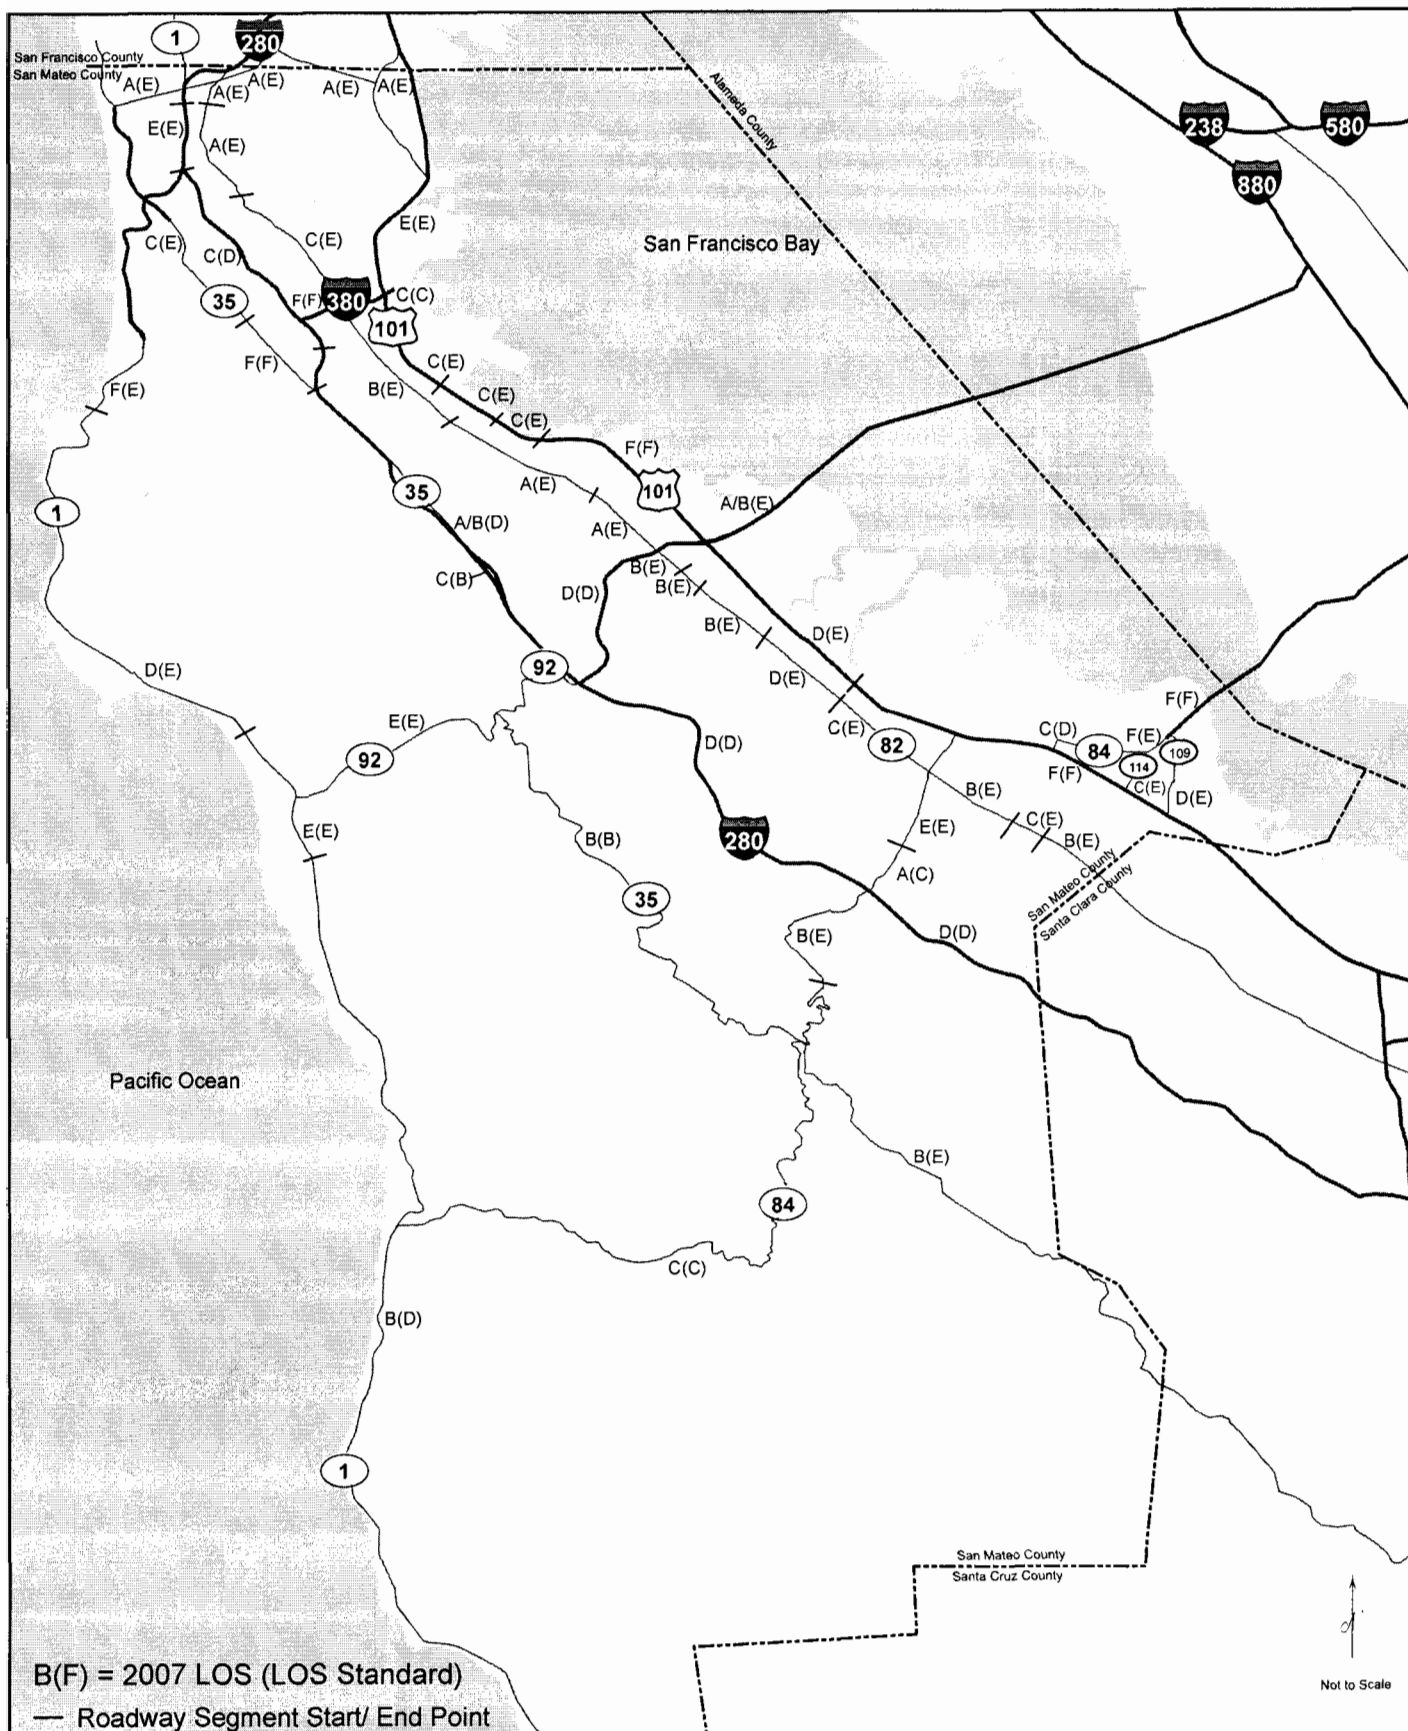 1
280
San Francisco County
San Mateo County
A(E)
A(E)
A(E)
A(E)
A(E)
Alameda County
238
580
880
E(E)
A(E)
C(E)
C(D)
C(E)
E(E)
San Francisco Bay
35
F(F)
380
C(C)
101
F(F)
F(E)
C(E)
B(E)
C(E)
C(E)
F(F)
1
35
A(E)
101
A/B(E)
A/B(D)
A(E)
C(B)
D(D)
B(E)
B(E)
B(E)
D(E)
D(E)
92
D(E)
E(E)
92
D(D)
C(E)
82
C(D)
84
F(E)
F(F)
109
114
F(F)
C(E)
D(E)
B(E)
C(E)
B(E)
E(E)
280
E(E)
B(B)
A(C)
35
San Mateo County
Santa Clara County
B(E)
D(D)
Pacific Ocean
B(E)
84
C(C)
B(D)
1
San Mateo County
Santa Cruz County
Not to Scale
B(F) = 2007 LOS (LOS Standard)
— Roadway Segment Start/ End Point